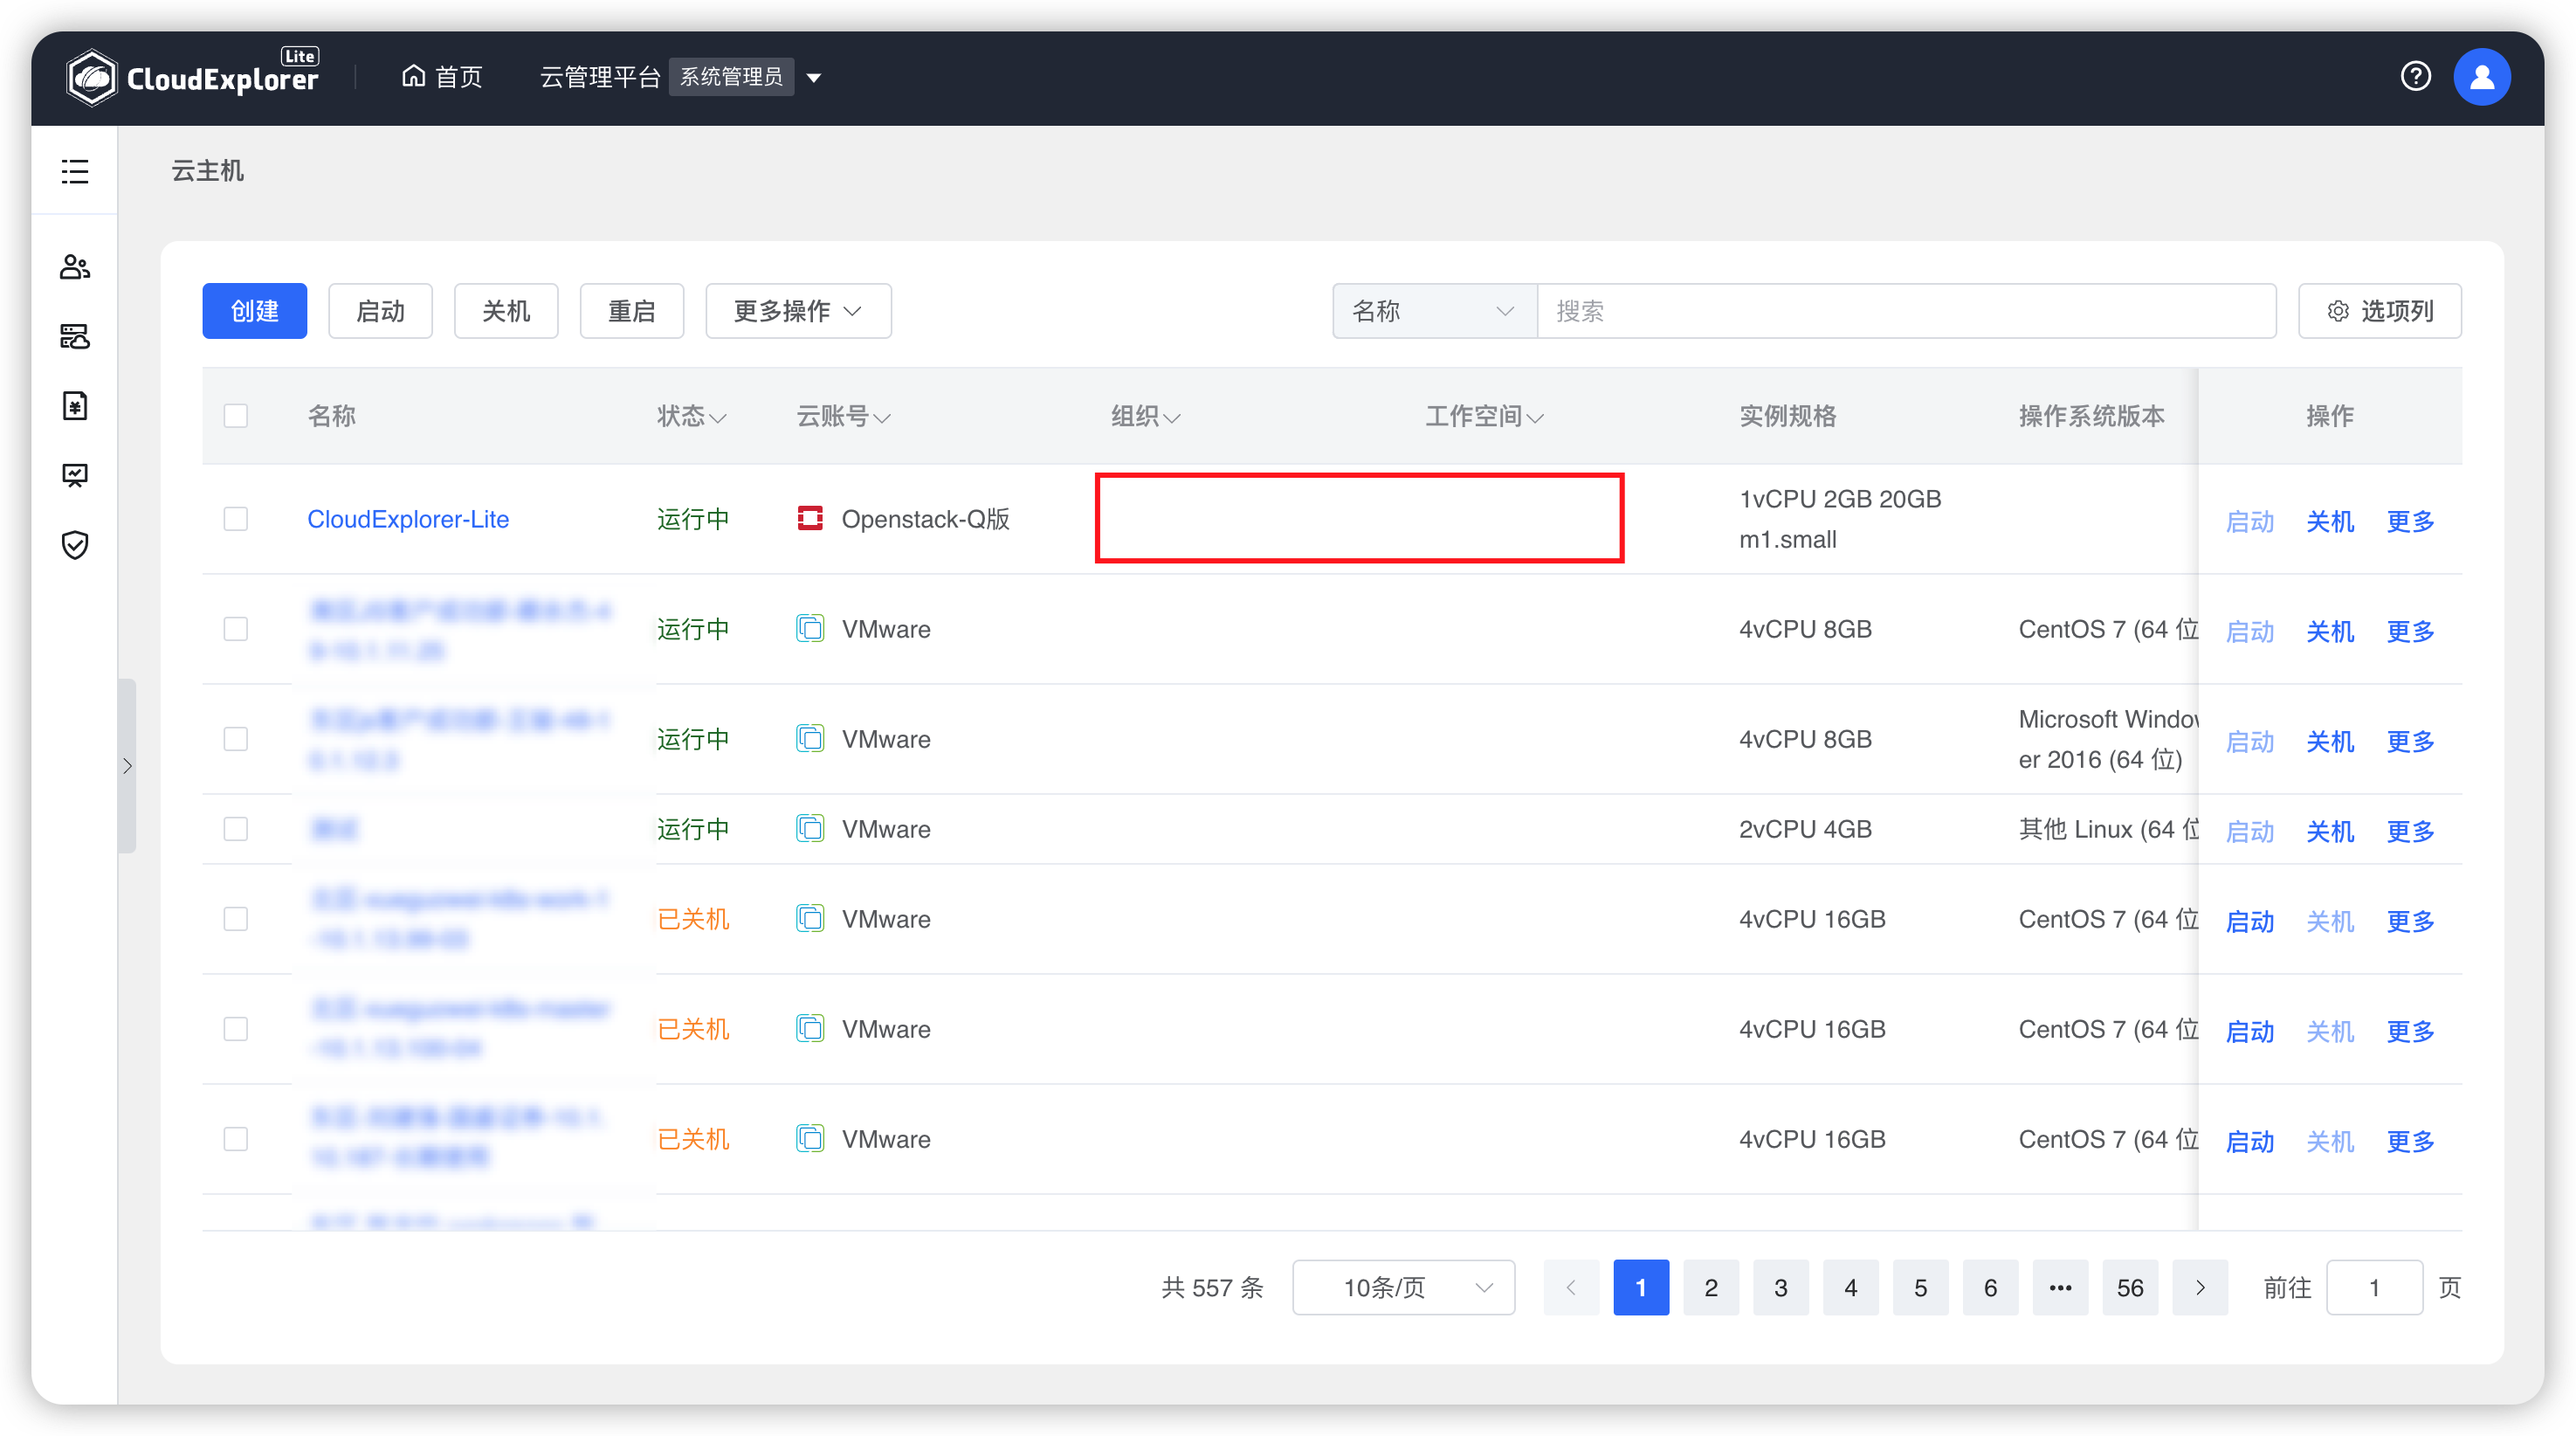 CloudExplorer Lite
首页
云管理平台 系统管理员
云主机
创建 启动 关机 重启 更多操作 名称 搜索 选项列
名称 状态 云账号 组织 工作空间 实例规格 操作系统版本 操作
CloudExplorer-Lite 运行中 Openstack-Q版 1vCPU 2GB 20GB
m1.small
启动 关机 更多
运行中 VMware 4vCPU 8GB CentOS 7 (64 位 启动 关机 更多
运行中 VMware 4vCPU 8GB Microsoft Window
er 2016 (64 位)
启动 关机 更多
运行中 VMware 2vCPU 4GB 其他 Linux (64 位 启动 关机 更多
已关机 VMware 4vCPU 16GB CentOS 7 (64 位 启动 关机 更多
已关机 VMware 4vCPU 16GB CentOS 7 (64 位 启动 关机 更多
已关机 VMware 4vCPU 16GB CentOS 7 (64 位 启动 关机 更多
共 557 条 10条/页 1 2 3 4 5 6 ••• 56 前往 1 页